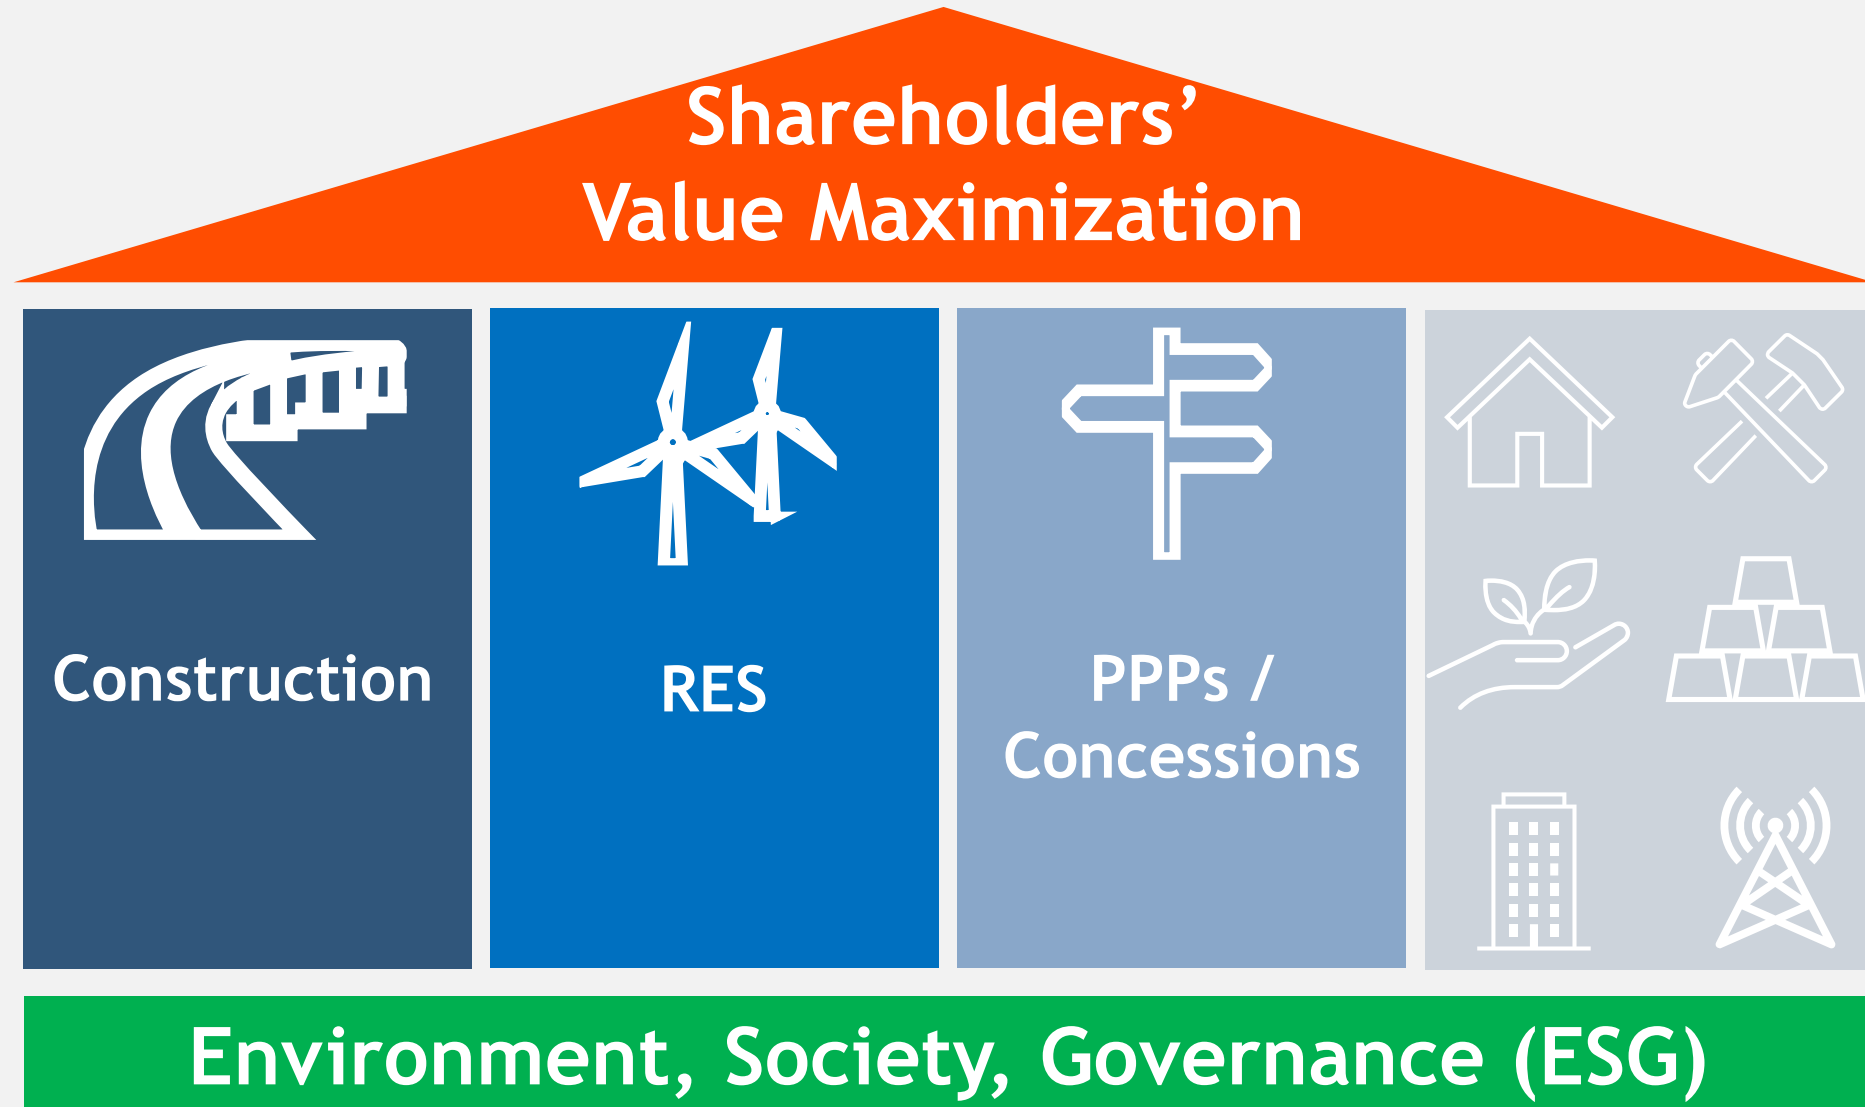 Shareholders’
Value Maximization
Construction
RES
PPPs /
Concessions
Environment, Society, Governance (ESG)